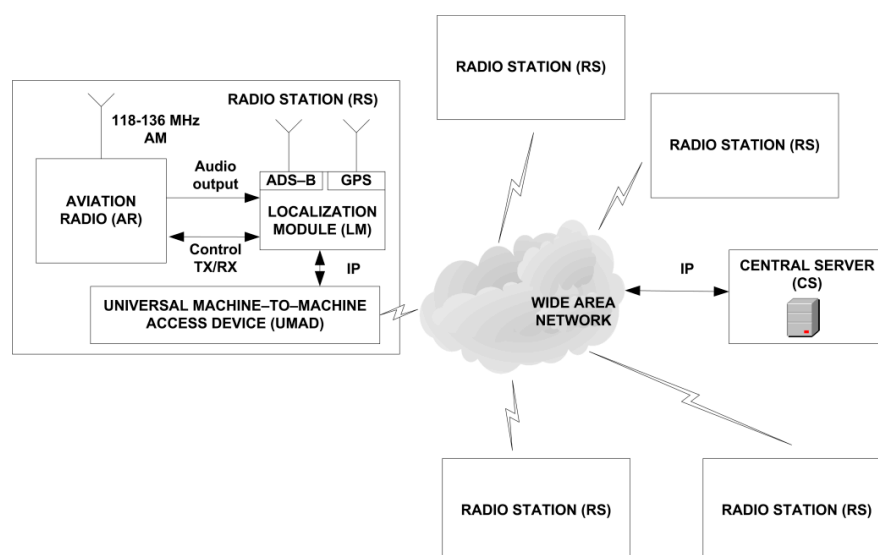 RADIO STATION (RS)
118-136 MHz
AM
Audio
output
AVIATION
RADIO (AR)
ADS–B
GPS
LOCALIZATION
MODULE (LM)
Control
TX/RX
IP
UNIVERSAL MACHINE–TO–MACHINE
ACCESS DEVICE (UMAD)
RADIO STATION (RS)
RADIO STATION (RS)
WIDE AREA
NETWORK
IP
CENTRAL SERVER
(CS)
RADIO STATION (RS)
RADIO STATION (RS)